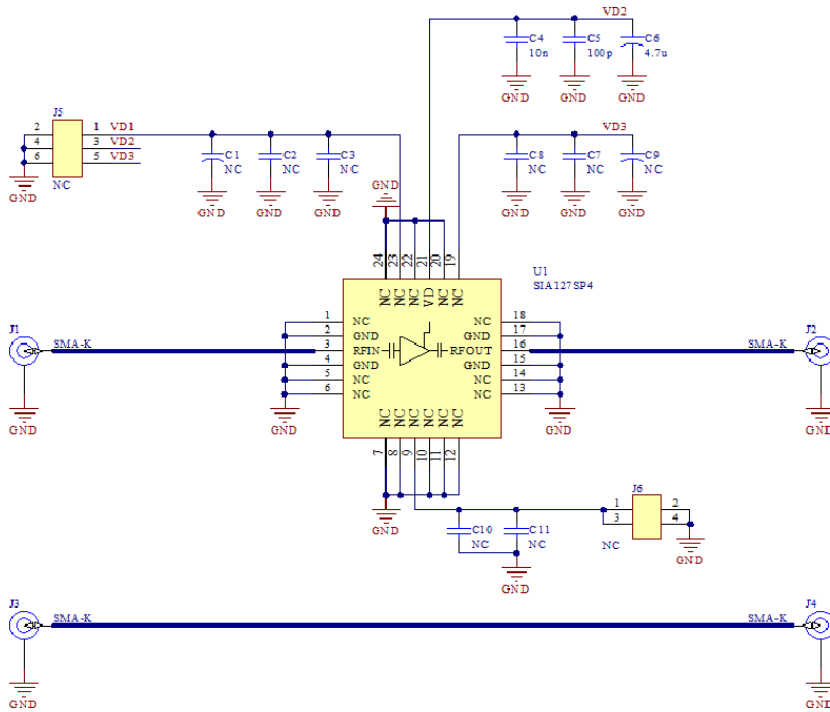 VD2
C4
10n
C5
100p
C6
4.7u
GND
GND
GND
J5
2
1
VD1
4
3
VD2
6
5
VD3
GND
NC
C1
NC
C2
NC
C3
NC
GND
GND
GND
GND
VD3
C8
NC
C7
NC
C9
NC
GND
GND
GND
24
23
22
21
20
19
NC
NC
NC
VD
NC
NC
U1
SIA127SP4
1
NC
2
GND
3
RFIN
4
GND
5
NC
6
NC
NC
18
GND
17
RFOUT
16
GND
15
NC
14
NC
13
J1
SMA-K
GND
GND
SMA-K
J2
GND
GND
NC
NC
NC
NC
NC
NC
7
8
9
10
11
12
GND
C10
NC
C11
NC
GND
J6
1
2
3
4
NC
GND
J3
SMA-K
GND
SMA-K
J4
GND